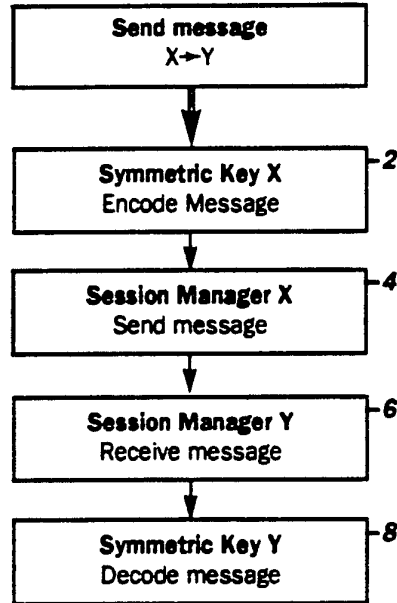 Send message
X→Y
Symmetric Key X
Encode Message
2
Session Manager X
Send message
4
Session Manager Y
Receive message
6
Symmetric Key Y
Decode message
8